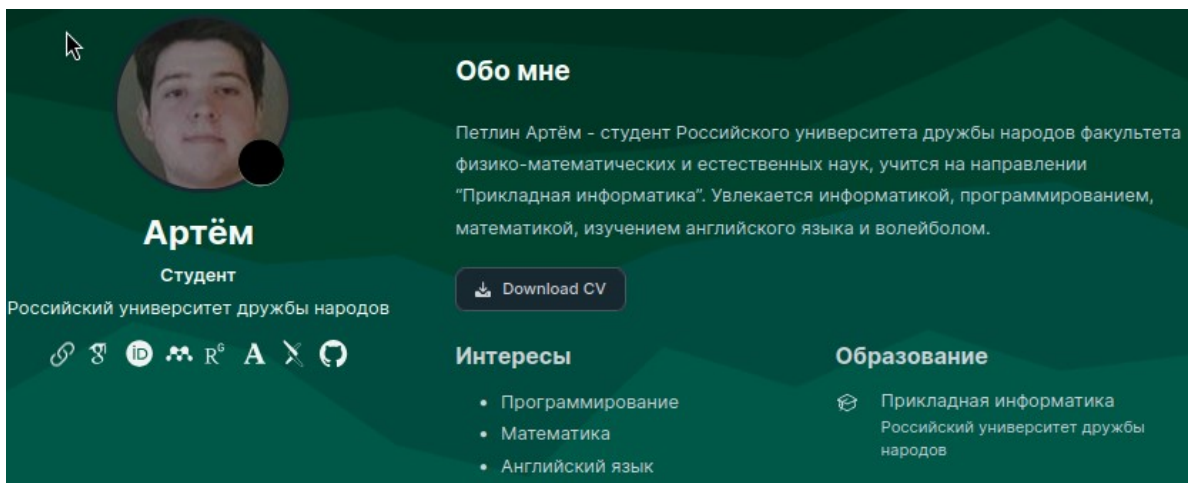 Артём
Студент
Российский университет дружбы народов
Обо мне
Петлин Артём - студент Российского университета дружбы народов факультета
физико-математических и естественных наук, учится на направлении
“Прикладная информатика”. Увлекается информатикой, программированием,
математикой, изучением английского языка и волейболом.
Download CV
Интересы
Программирование
Математика
Английский язык
Образование
Прикладная информатика
Российский университет дружбы
народов